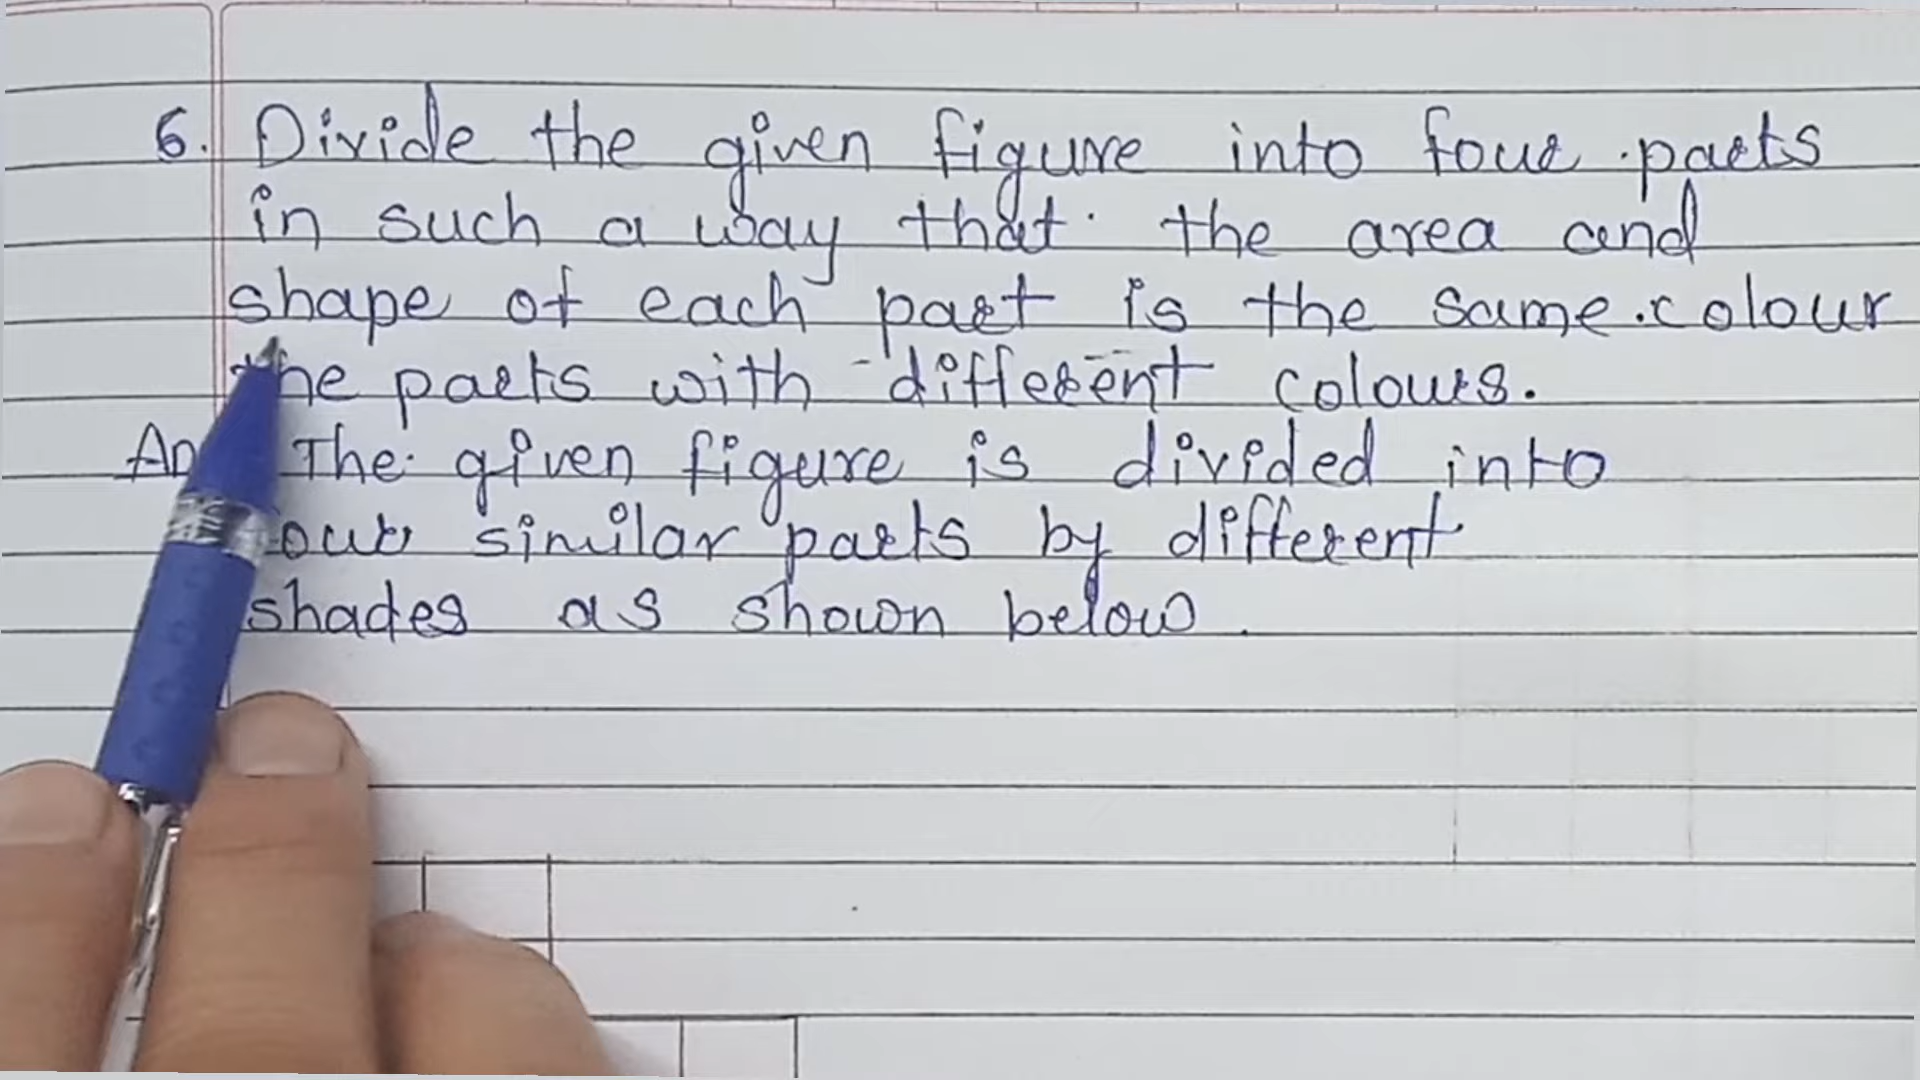 6. Divide the given figure into four parts
in such a way that the area and
shape of each part is the same. colour
the parts with different colours.
The given figure is divided into
similar parts by different
shades as shown below.